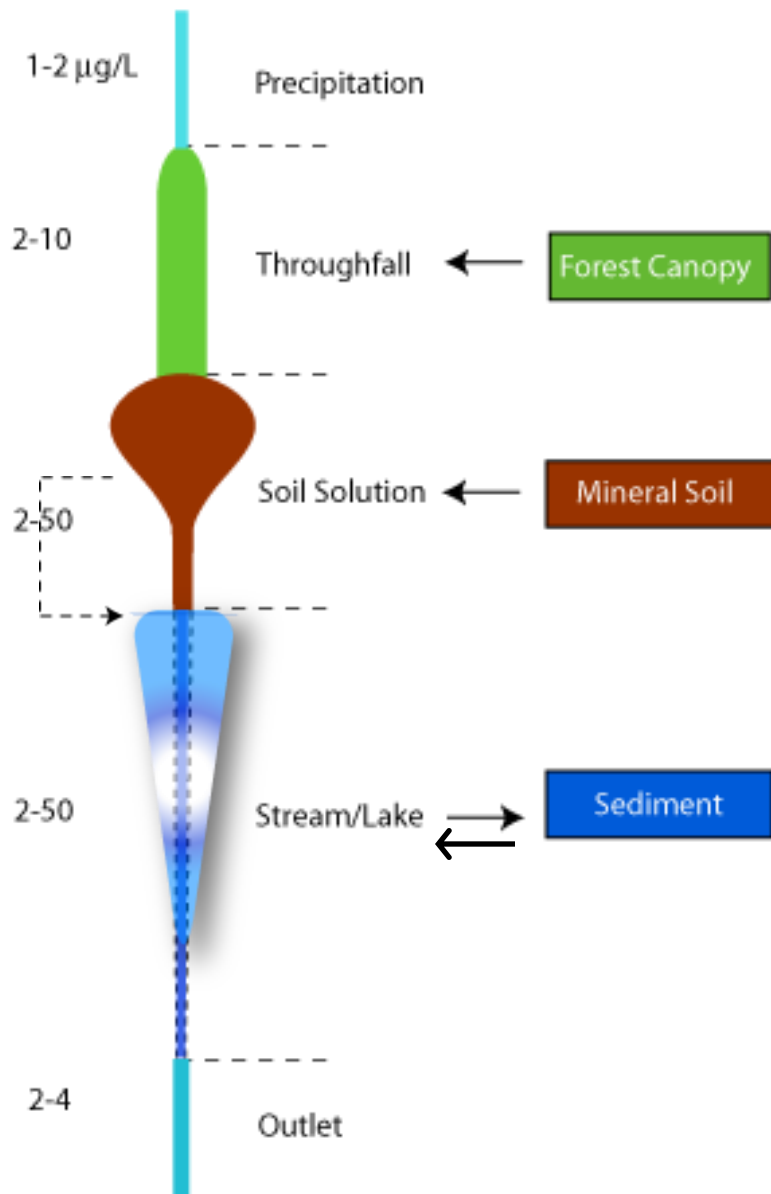 1-2 µg/L
Precipitation
2-10
Throughfall
Forest Canopy
2-50
Soil Solution
Mineral Soil
2-50
Stream/Lake
Sediment
2-4
Outlet